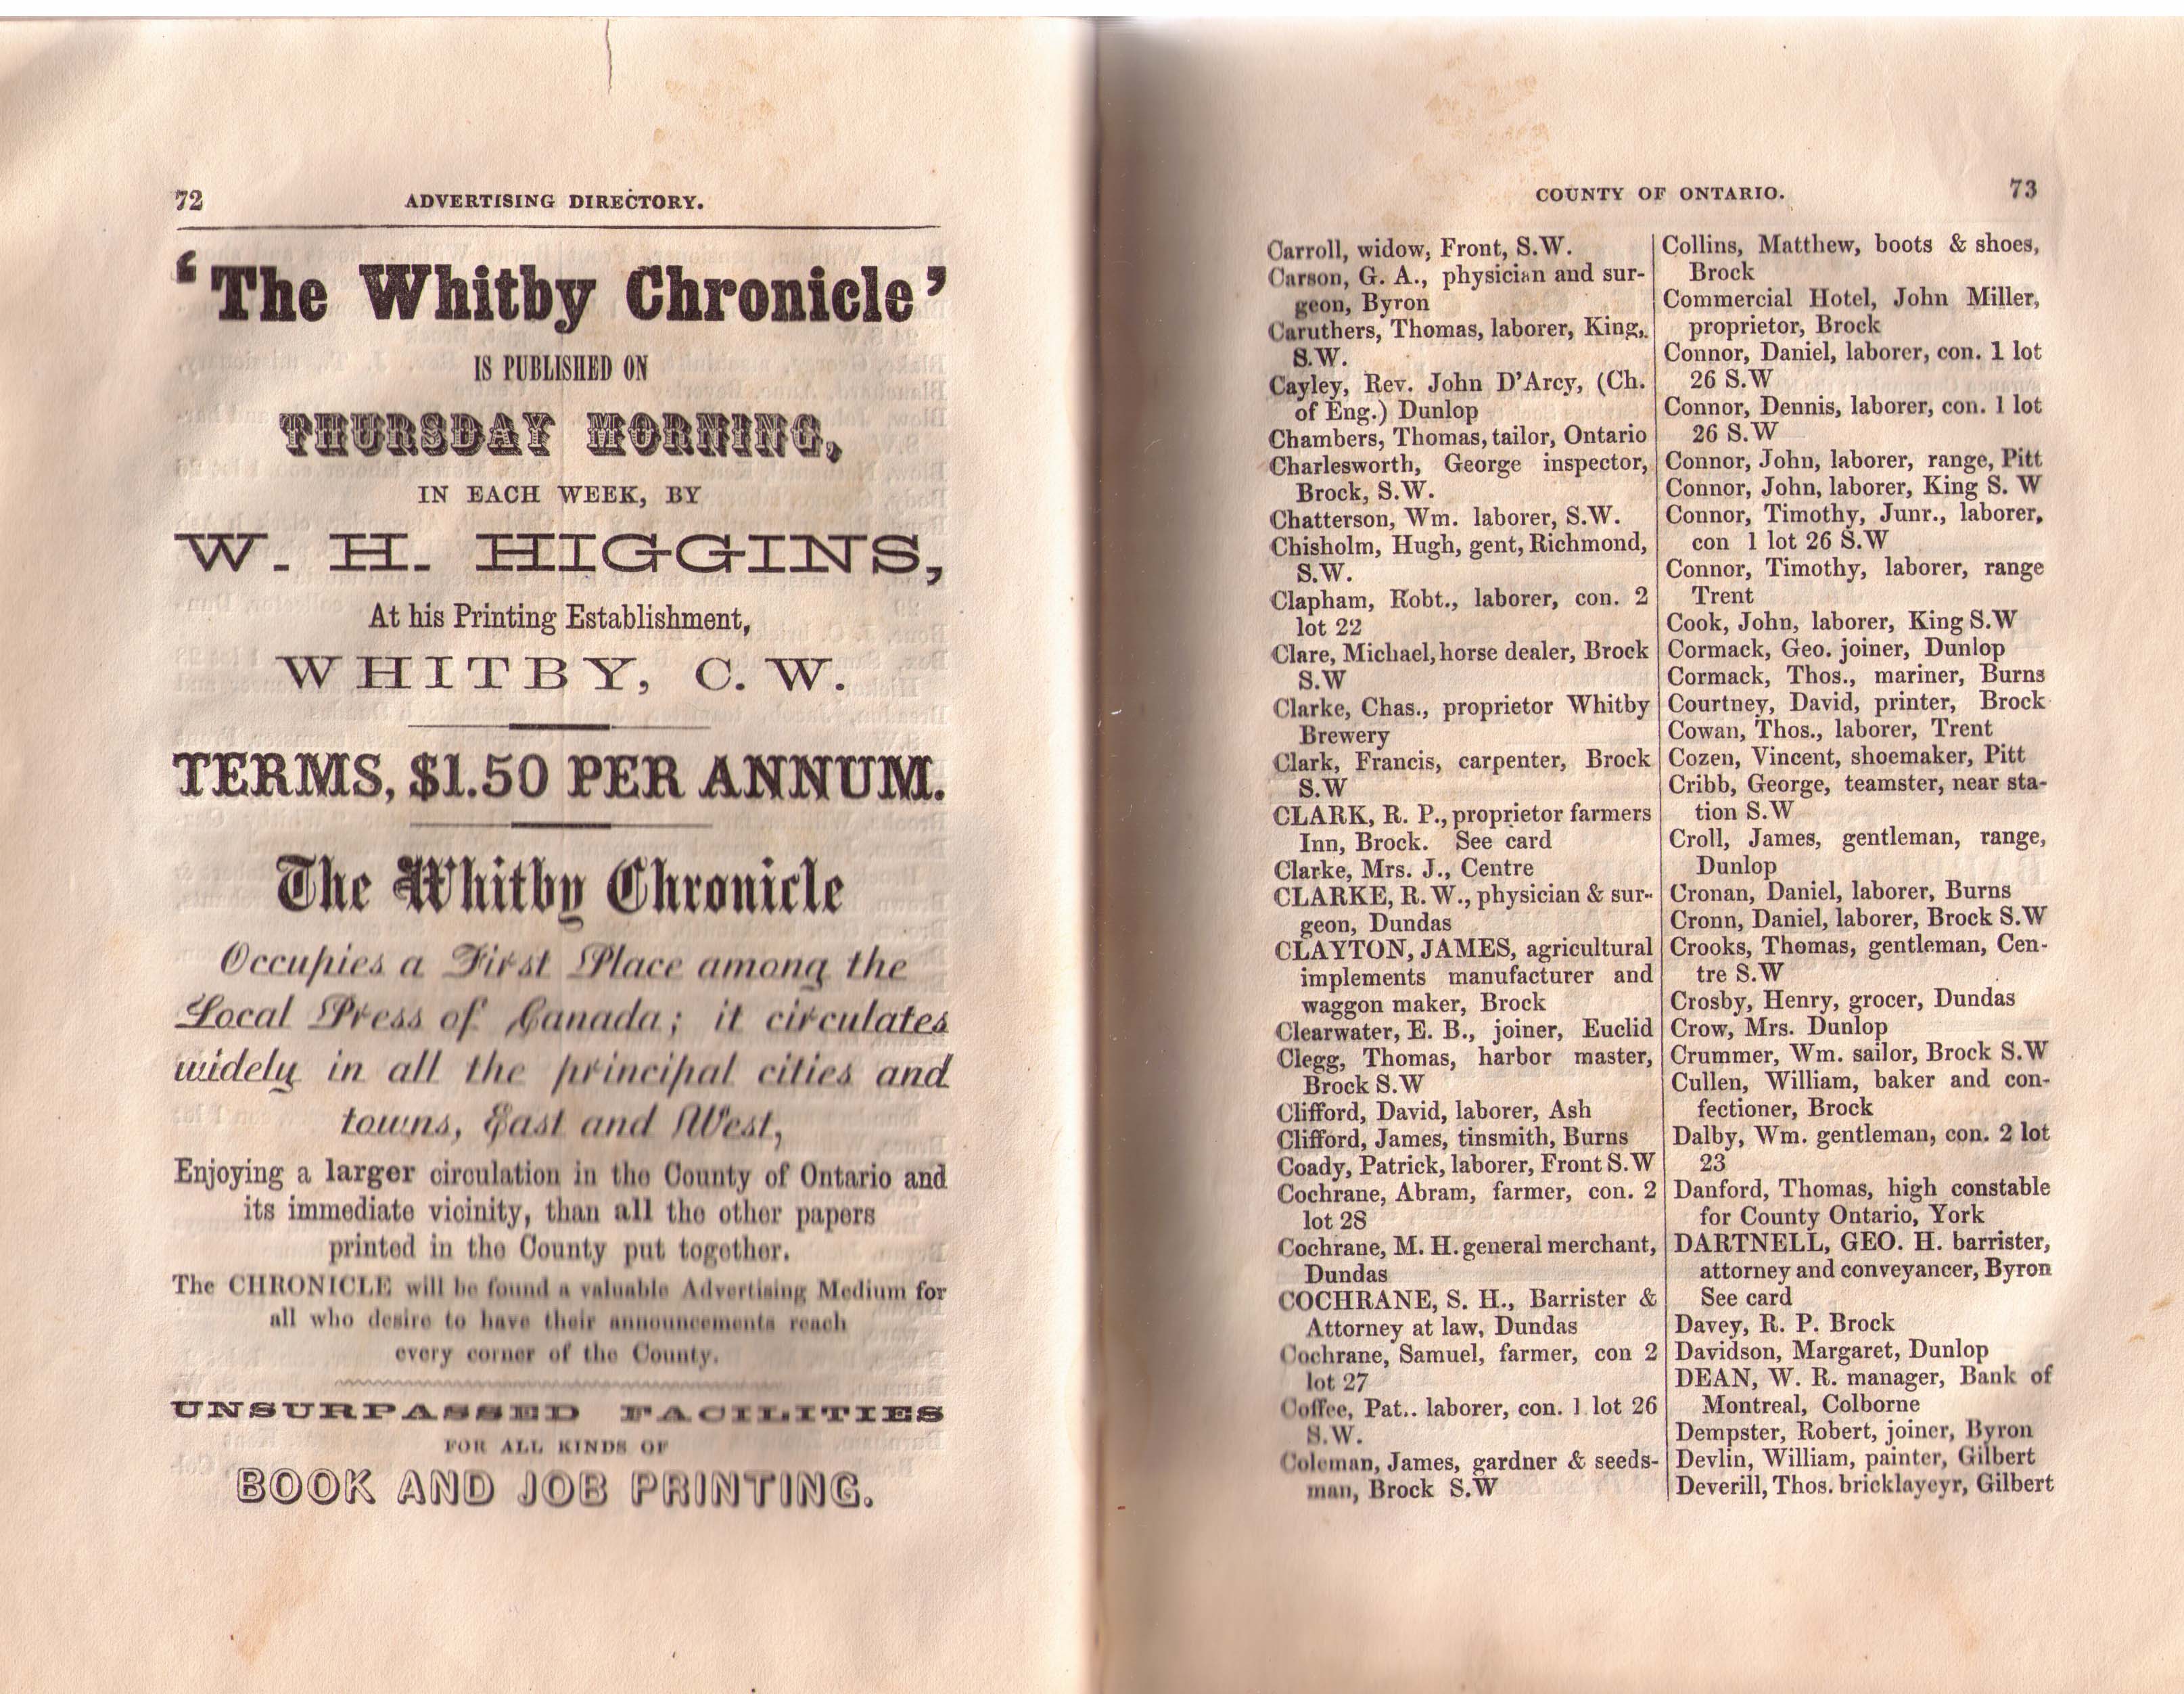 72
ADVERTISING DIRECTORY.
‘The Whitby Chronicle’
IS PUBLISHED ON
THURSDAY MORNING,
IN EACH WEEK, BY
W. H. HIGGINS,
At his Printing Establishment,
WHITBY, C. W.
TERMS, $1.50 PER ANNUM.
The Whitby Chronicle
Occupies a First Place among the
Local Press of Canada; it circulates
widely in all the principal cities and
towns, East and West,
Enjoying a larger circulation in the County of Ontario and
its immediate vicinity, than all the other papers
printed in the County put together.
The CHRONICLE will be found a valuable Advertising Medium for
all who desire to have their announcements reach
every corner of the County.
UNSURPASSED FACILITIES
FOR ALL KINDS OF
BOOK AND JOB PRINTING.
COUNTY OF ONTARIO.
73
Carroll, widow, Front, S.W.
Carson, G. A., physician and sur-
geon, Byron
Caruthers, Thomas, laborer, King,
S.W.
Cayley, Rev. John D'Arcy, (Ch.
of Eng.) Dunlop
Chambers, Thomas, tailor, Ontario
Charlesworth, George inspector,
Brock, S.W.
Chatterson, Wm. laborer, S.W.
Chisholm, Hugh, gent, Richmond,
S.W.
Clapham, Robt., laborer, con. 2
lot 22
Clare, Michael, horse dealer, Brock
S.W
Clarke, Chas., proprietor Whitby
Brewery
Clark, Francis, carpenter, Brock
S.W
CLARK, R. P., proprietor farmers
Inn, Brock. See card
Clarke, Mrs. J., Centre
CLARKE, R. W., physician & sur-
geon, Dundas
CLAYTON, JAMES, agricultural
implements manufacturer and
waggon maker, Brock
Clearwater, E. B., joiner, Euclid
Clegg, Thomas, harbor master,
Brock S.W
Clifford, David, laborer, Ash
Clifford, James, tinsmith, Burns
Coady, Patrick, laborer, Front S.W
Cochrane, Abram, farmer, con. 2
lot 28
Cochrane, M. H. general merchant,
Dundas
COCHRANE, S. H., Barrister &
Attorney at law, Dundas
Cochrane, Samuel, farmer, con 2
lot 27
Coffee, Pat.. laborer, con. 1 lot 26
S.W.
Coleman, James, gardner & seeds-
man, Brock S.W
Collins, Matthew, boots & shoes,
Brock
Commercial Hotel, John Miller,
proprietor, Brock
Connor, Daniel, laborer, con. 1 lot
26 S.W
Connor, Dennis, laborer, con. 1 lot
26 S.W
Connor, John, laborer, range, Pitt
Connor, John, laborer, King S. W
Connor, Timothy, Junr., laborer,
con 1 lot 26 S.W
Connor, Timothy, laborer, range
Trent
Cook, John, laborer, King S.W
Cormack, Geo. joiner, Dunlop
Cormack, Thos., mariner, Burns
Courtney, David, printer, Brock
Cowan, Thos., laborer, Trent
Cozen, Vincent, shoemaker, Pitt
Cribb, George, teamster, near sta-
tion S.W
Croll, James, gentleman, range,
Dunlop
Cronan, Daniel, laborer, Burns
Cronn, Daniel, laborer, Brock S.W
Crooks, Thomas, gentleman, Cen-
tre S.W
Crosby, Henry, grocer, Dundas
Crow, Mrs. Dunlop
Crummer, Wm. sailor, Brock S.W
Cullen, William, baker and con-
fectioner, Brock
Dalby, Wm. gentleman, con. 2 lot
23
Danford, Thomas, high constable
for County Ontario, York
DARTNELL, GEO. H. barrister,
attorney and conveyancer, Byron
See card
Davey, R. P. Brock
Davidson, Margaret, Dunlop
DEAN, W. R. manager, Bank of
Montreal, Colborne
Dempster, Robert, joiner, Byron
Devlin, William, painter, Gilbert
Deverill, Thos. bricklayeyr, Gilbert